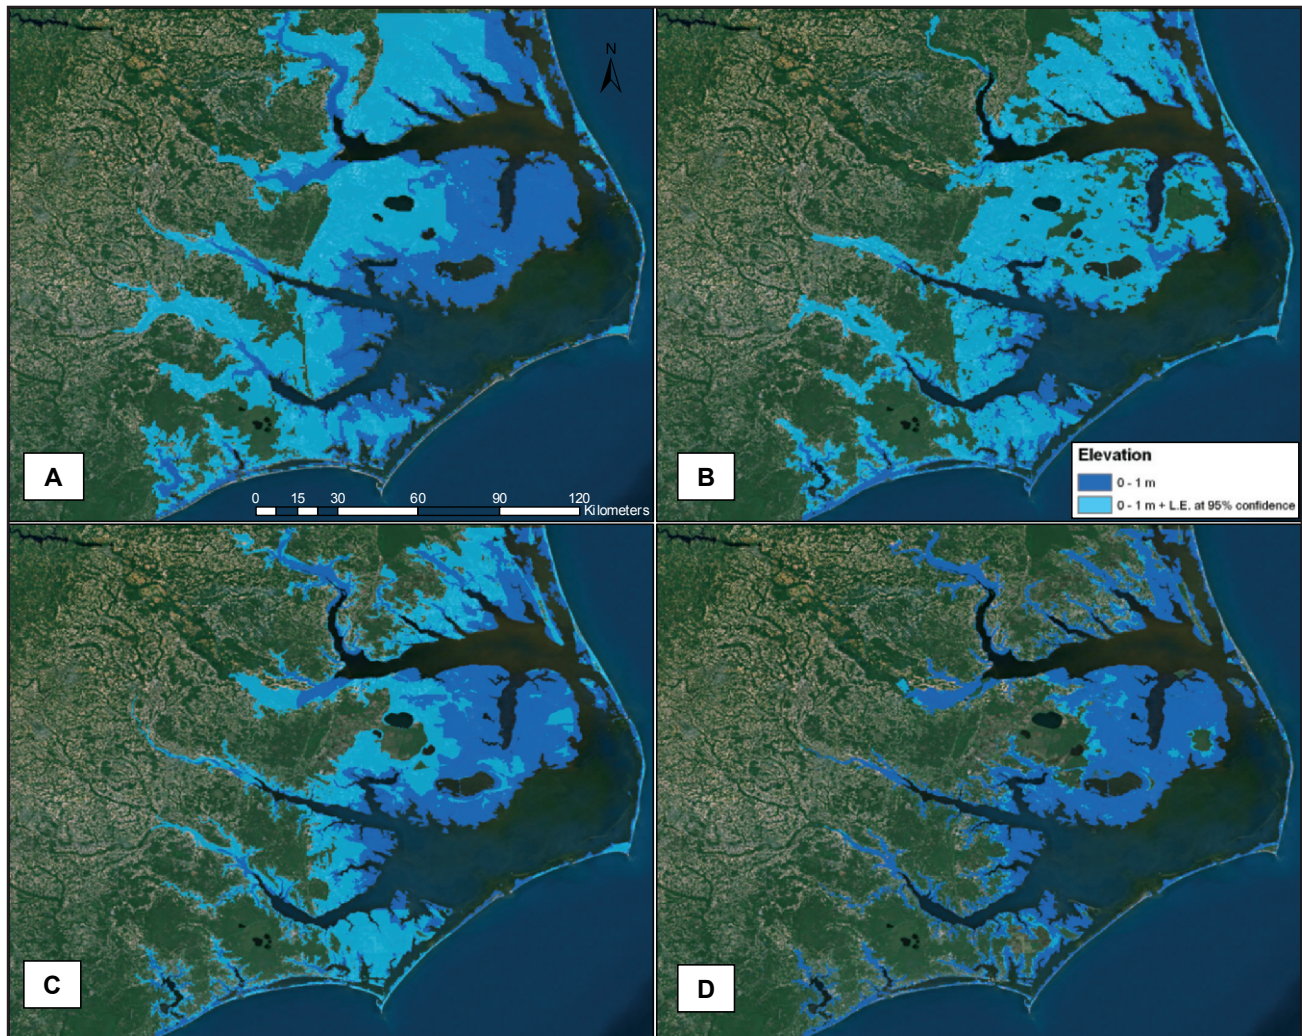 N
A
0 15 30 60 90 120
Kilometers
B
Elevation
0 - 1 m
0 - 1 m + L.E. at 95% confidence
C
D